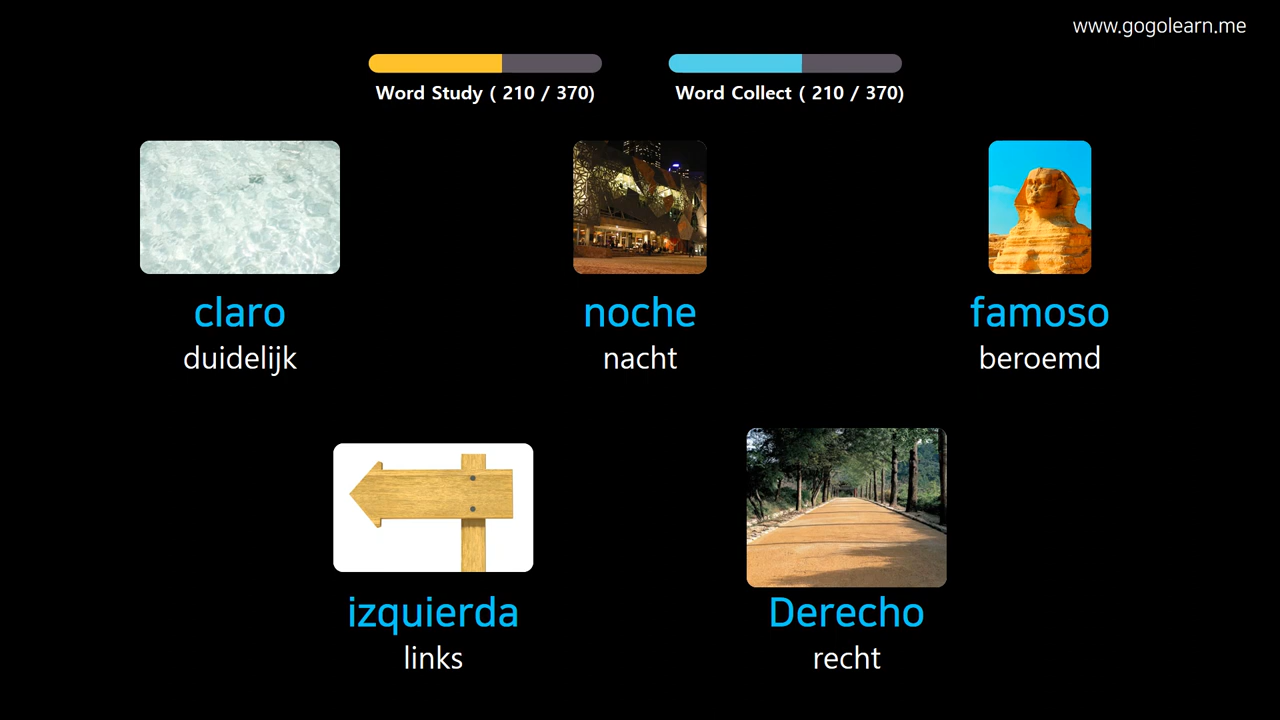 www.gogolearn.me
Word Study ( 210 / 370)
Word Collect ( 210 / 370)
claro
duidelijk
noche
nacht
famoso
beroemd
izquierda
links
Derecho
recht